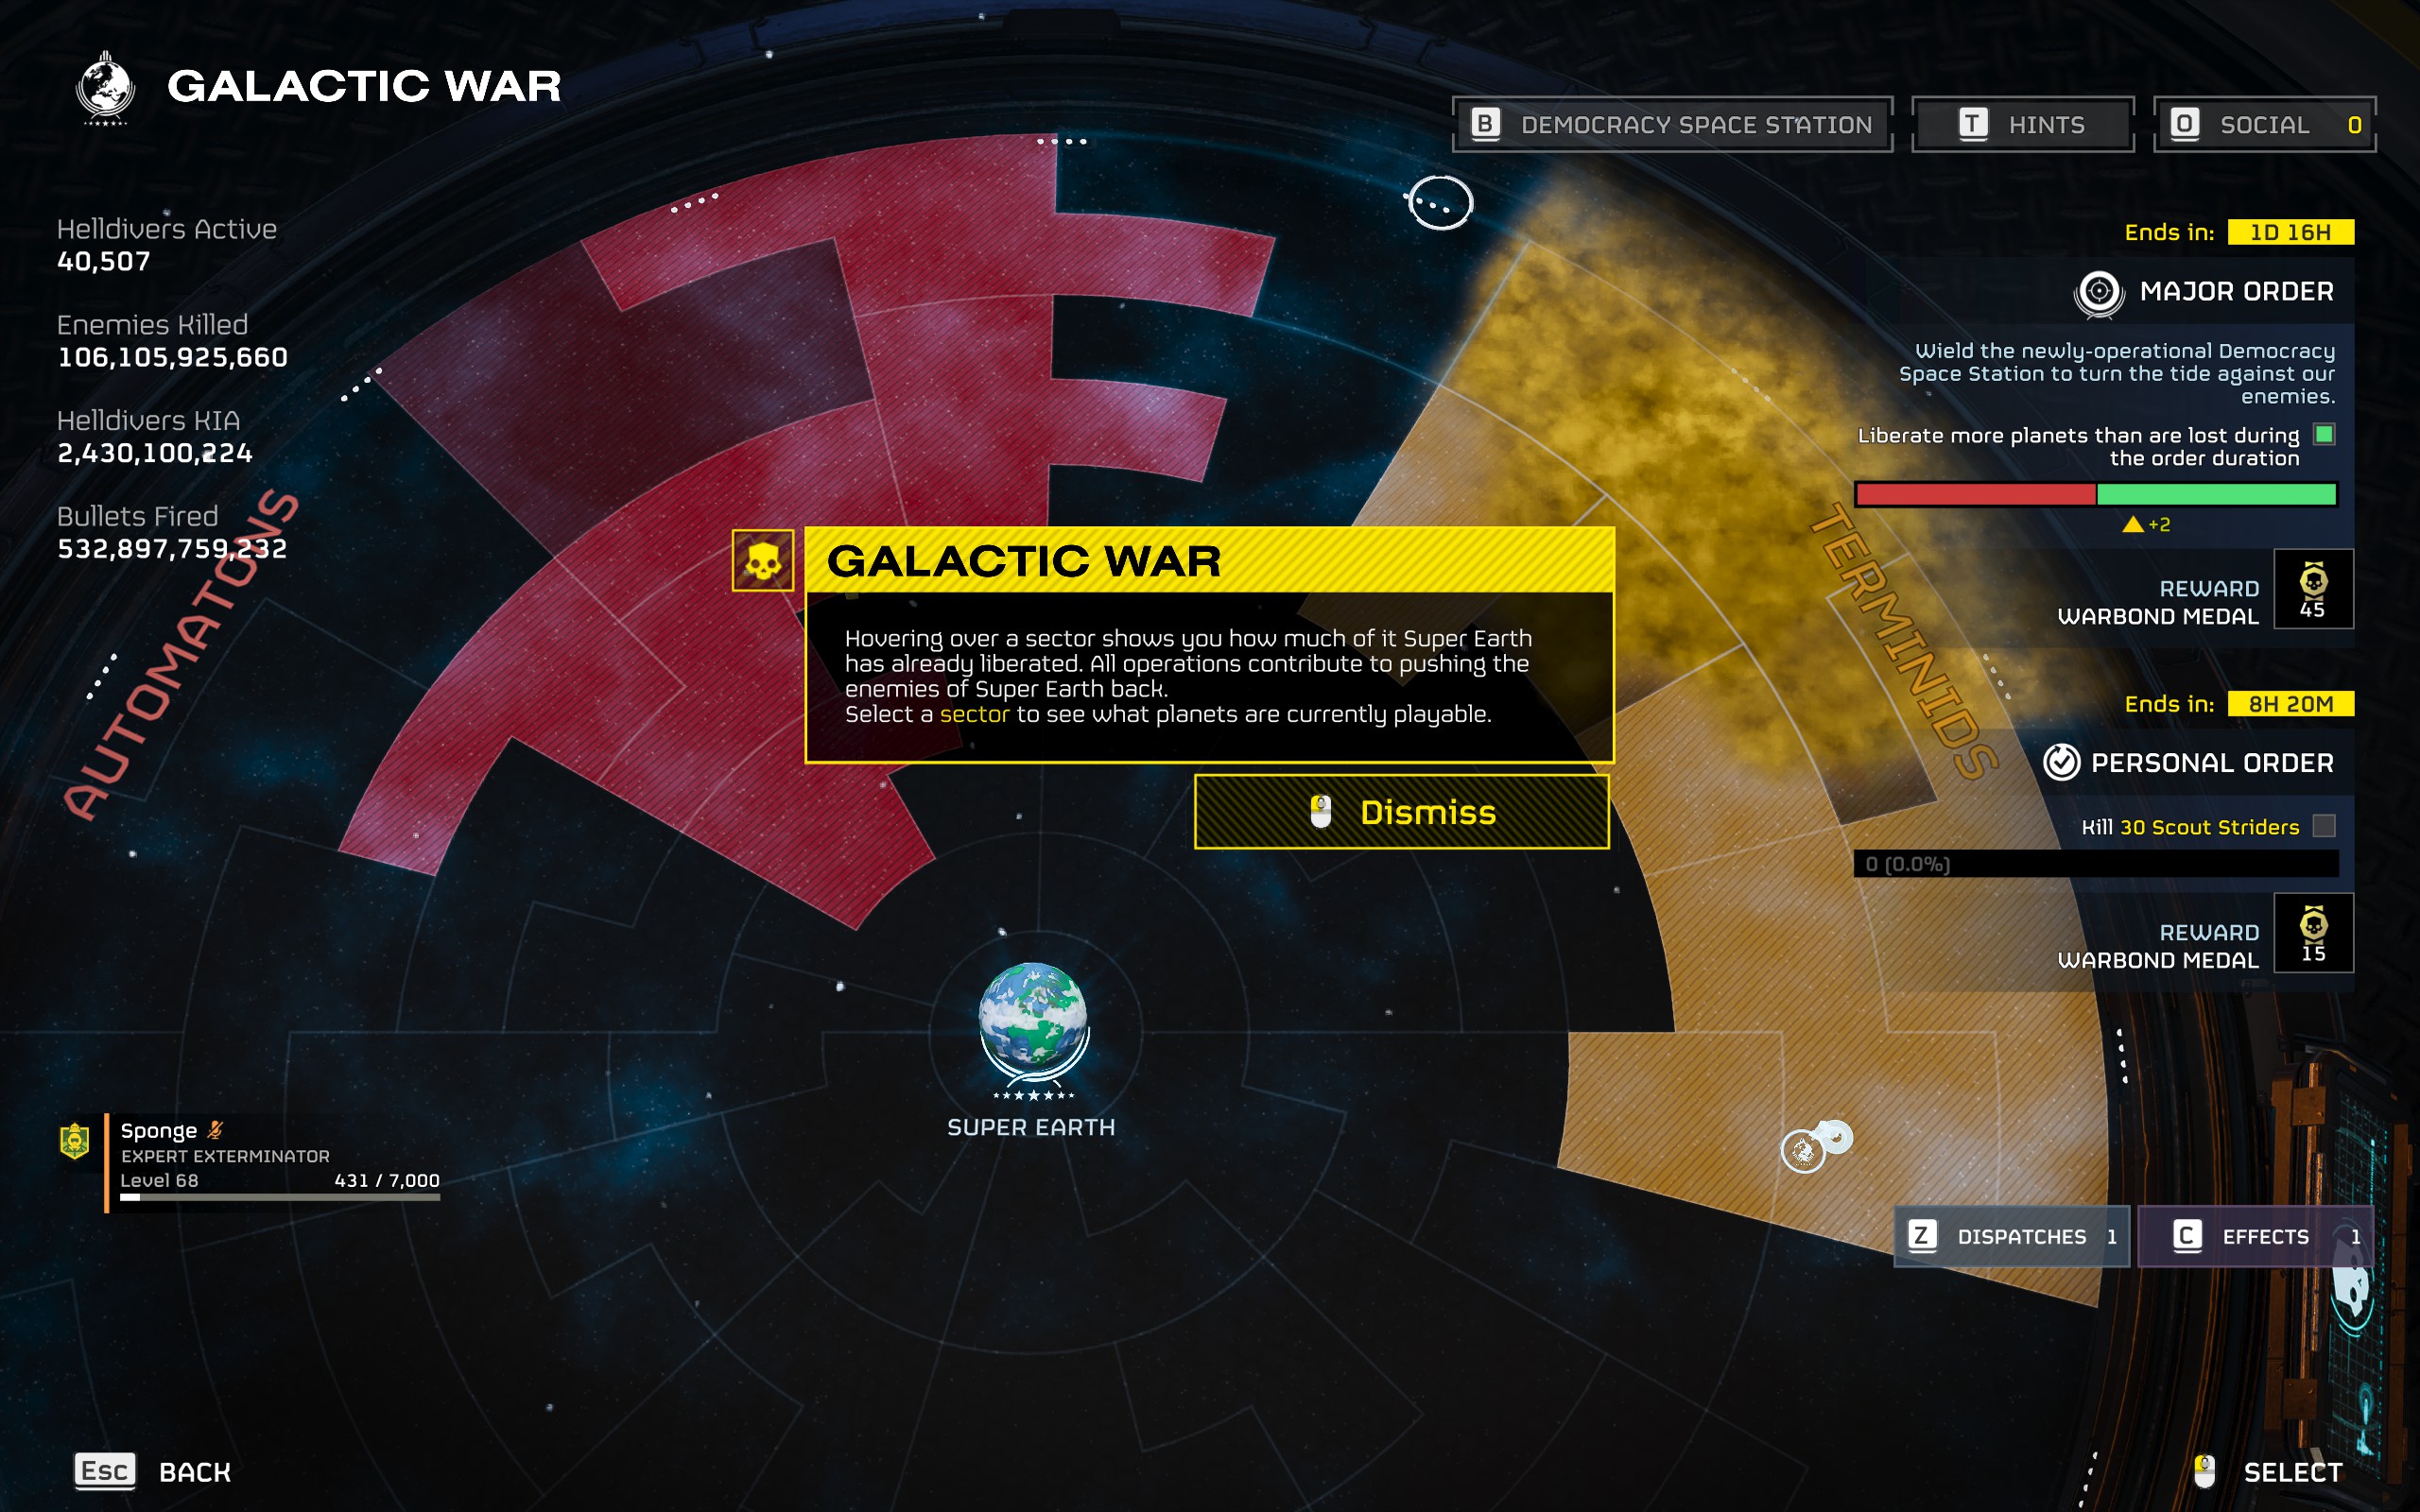 GALACTIC WAR
B DEMOCRACY SPACE STATION
T HINTS
O SOCIAL 0
Helldivers Active
40,507
Enemies Killed
106,105,925,660
Helldivers KIA
2,430,100,224
Bullets Fired
532,897,759,232
AUTOMATONS
TERMINIDS
Ends in: 1D 16H
MAJOR ORDER
Wield the newly-operational Democracy
Space Station to turn the tide against our
enemies.
Liberate more planets than are lost during
the order duration
+2
REWARD
WARBOND MEDAL
45
Ends in: 8H 20M
PERSONAL ORDER
Kill 30 Scout Striders
0 (0.0%)
REWARD
WARBOND MEDAL
15
GALACTIC WAR
Hovering over a sector shows you how much of it Super Earth
has already liberated. All operations contribute to pushing the
enemies of Super Earth back.
Select a sector to see what planets are currently playable.
Dismiss
SUPER EARTH
Sponge
EXPERT EXTERMINATOR
Level 68 431 / 7,000
Z DISPATCHES 1
C EFFECTS 1
Esc BACK
SELECT